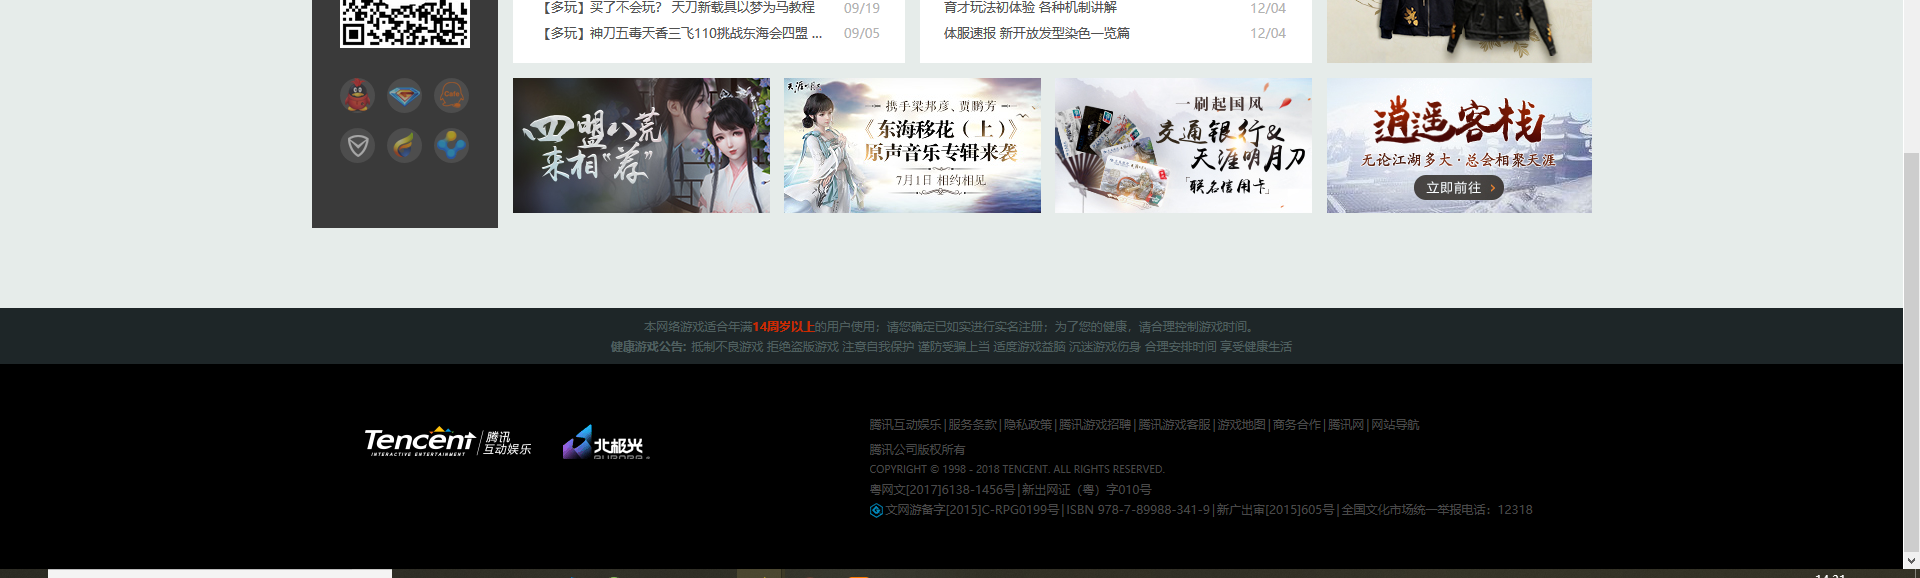 【多玩】买了不会玩？ 天刀新载具以梦为马教程 09/19
【多玩】神刀五毒天香三飞110挑战东海会四盟 ... 09/05
育才玩法初体验 各种机制讲解 12/04
体服速报 新开放发型染色一览篇 12/04
Cafe
四盟八荒
来相“荐”
天涯明月刀
携手梁邦彦、贾鹏芳
《东海移花（上）》
原声音乐专辑来袭
7月1日 相约相见
一刷起国风
交通银行&
天涯明月刀
「联名信用卡」
逍遥客栈
无论江湖多大·总会相聚天涯
立即前往 >
本网络游戏适合年满14周岁以上的用户使用；请您确定已如实进行实名注册；为了您的健康，请合理控制游戏时间。
健康游戏公告: 抵制不良游戏 拒绝盗版游戏 注意自我保护 谨防受骗上当 适度游戏益脑 沉迷游戏伤身 合理安排时间 享受健康生活
Tencent 腾讯
INTERACTIVE ENTERTAINMENT 互动娱乐
北极光
AURORA
腾讯互动娱乐|服务条款|隐私政策|腾讯游戏招聘|腾讯游戏客服|游戏地图|商务合作|腾讯网|网站导航
腾讯公司版权所有
COPYRIGHT © 1998 - 2018 TENCENT. ALL RIGHTS RESERVED.
粤网文[2017]6138-1456号|新出网证（粤）字010号
文网游备字[2015]C-RPG0199号|ISBN 978-7-89988-341-9|新广出审[2015]605号|全国文化市场统一举报电话：12318